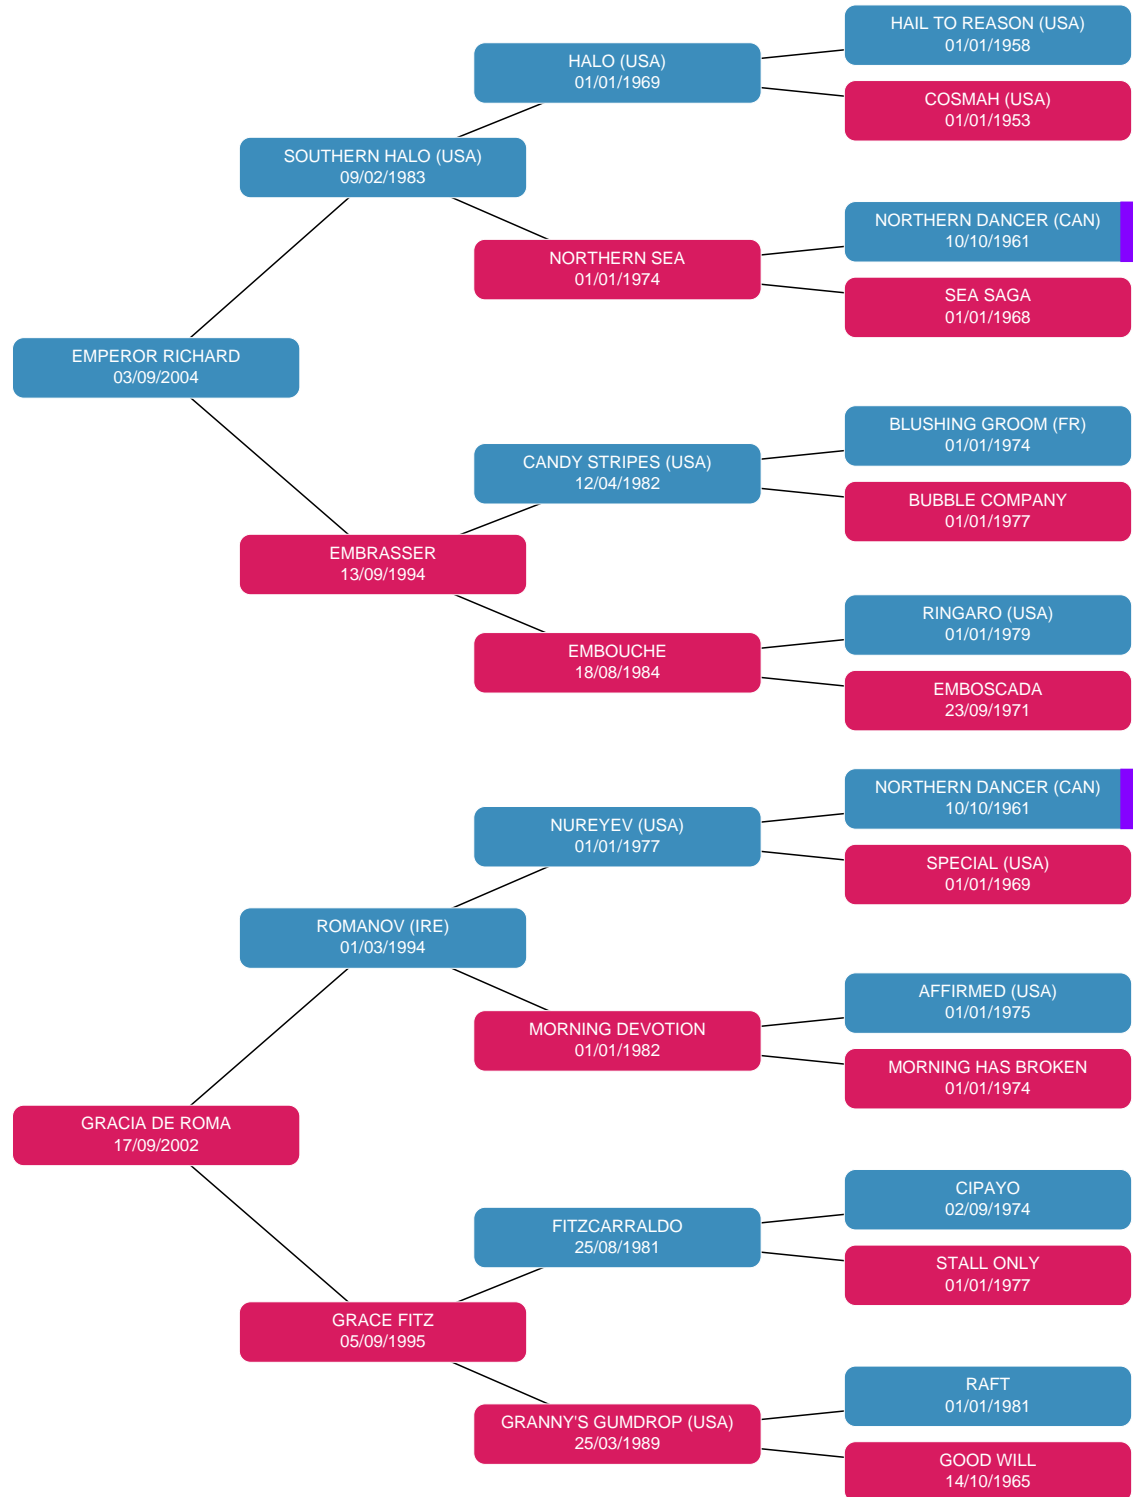 HAIL TO REASON (USA)
01/01/1958
HALO (USA)
01/01/1969
COSMAH (USA)
01/01/1953
SOUTHERN HALO (USA)
09/02/1983
NORTHERN DANCER (CAN)
10/10/1961
NORTHERN SEA
01/01/1974
SEA SAGA
01/01/1968
EMPEROR RICHARD
03/09/2004
BLUSHING GROOM (FR)
01/01/1974
CANDY STRIPES (USA)
12/04/1982
BUBBLE COMPANY
01/01/1977
EMBRASSER
13/09/1994
RINGARO (USA)
01/01/1979
EMBOUCHE
18/08/1984
EMBOSCADA
23/09/1971
NORTHERN DANCER (CAN)
10/10/1961
NUREYEV (USA)
01/01/1977
SPECIAL (USA)
01/01/1969
ROMANOV (IRE)
01/03/1994
AFFIRMED (USA)
01/01/1975
MORNING DEVOTION
01/01/1982
MORNING HAS BROKEN
01/01/1974
GRACIA DE ROMA
17/09/2002
CIPAYO
02/09/1974
FITZCARRALDO
25/08/1981
STALL ONLY
01/01/1977
GRACE FITZ
05/09/1995
RAFT
01/01/1981
GRANNY'S GUMDROP (USA)
25/03/1989
GOOD WILL
14/10/1965